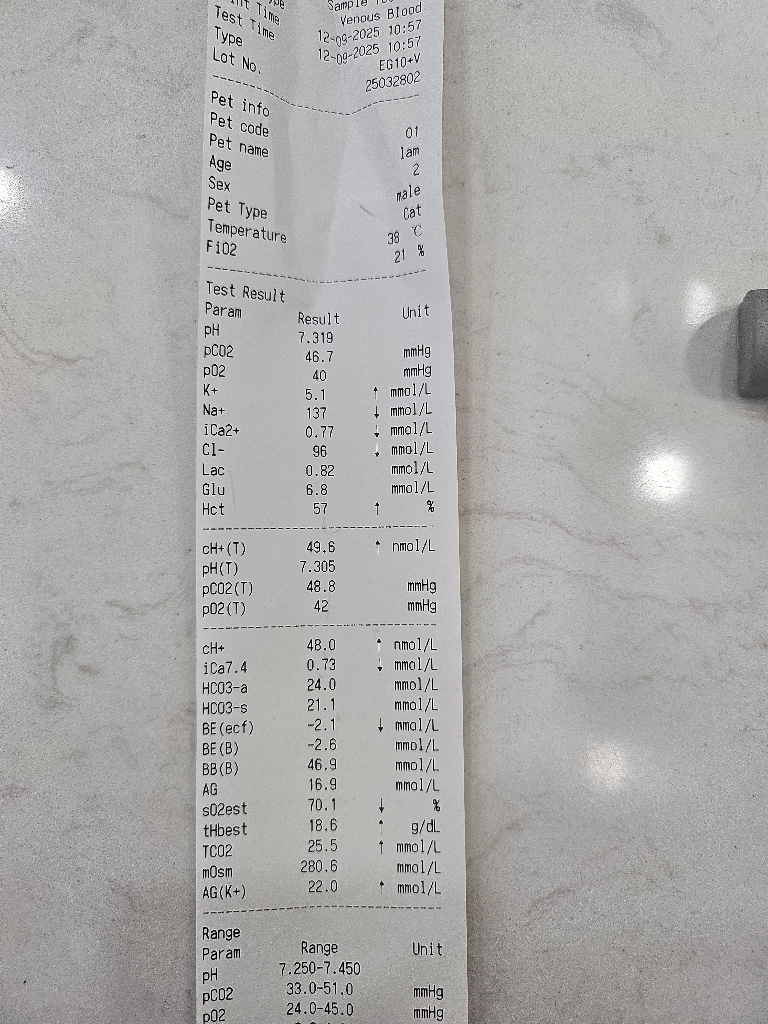 Time
Sample
Test Time Venous Blood
Type 12-09-2025 10:57
Lot No. 12-09-2025 10:57
EG10+V
25032802
Pet info
Pet code 01
Pet name lam
Age 2
Sex male
Pet Type Cat
Temperature 38 ℃
FiO2 21 %
Test Result
Param Result Unit
pH 7.319
pCO2 46.7 mmHg
pO2 40 mmHg
K+ 5.1 ↑ mmol/L
Na+ 137 ↓ mmol/L
iCa2+ 0.77 ↓ mmol/L
Cl- 96 ↓ mmol/L
Lac 0.82 mmol/L
Glu 6.8 mmol/L
Hct 57 ↑ %
cH+(T) 49.6 ↑ nmol/L
pH(T) 7.305
pCO2(T) 48.8 mmHg
pO2(T) 42 mmHg
cH+ 48.0 ↑ nmol/L
iCa7.4 0.73 ↓ mmol/L
HCO3-a 24.0 mmol/L
HCO3-s 21.1 mmol/L
BE(ecf) -2.1 ↓ mmol/L
BE(B) -2.6 mmol/L
BB(B) 46.9 mmol/L
AG 16.9 mmol/L
sO2est 70.1 ↓ %
tHbest 18.6 ↑ g/dL
TCO2 25.5 ↑ mmol/L
mOsm 280.6 mmol/L
AG(K+) 22.0 ↑ mmol/L
Range
Param Range Unit
pH 7.250-7.450
pCO2 33.0-51.0 mmHg
pO2 24.0-45.0 mmHg